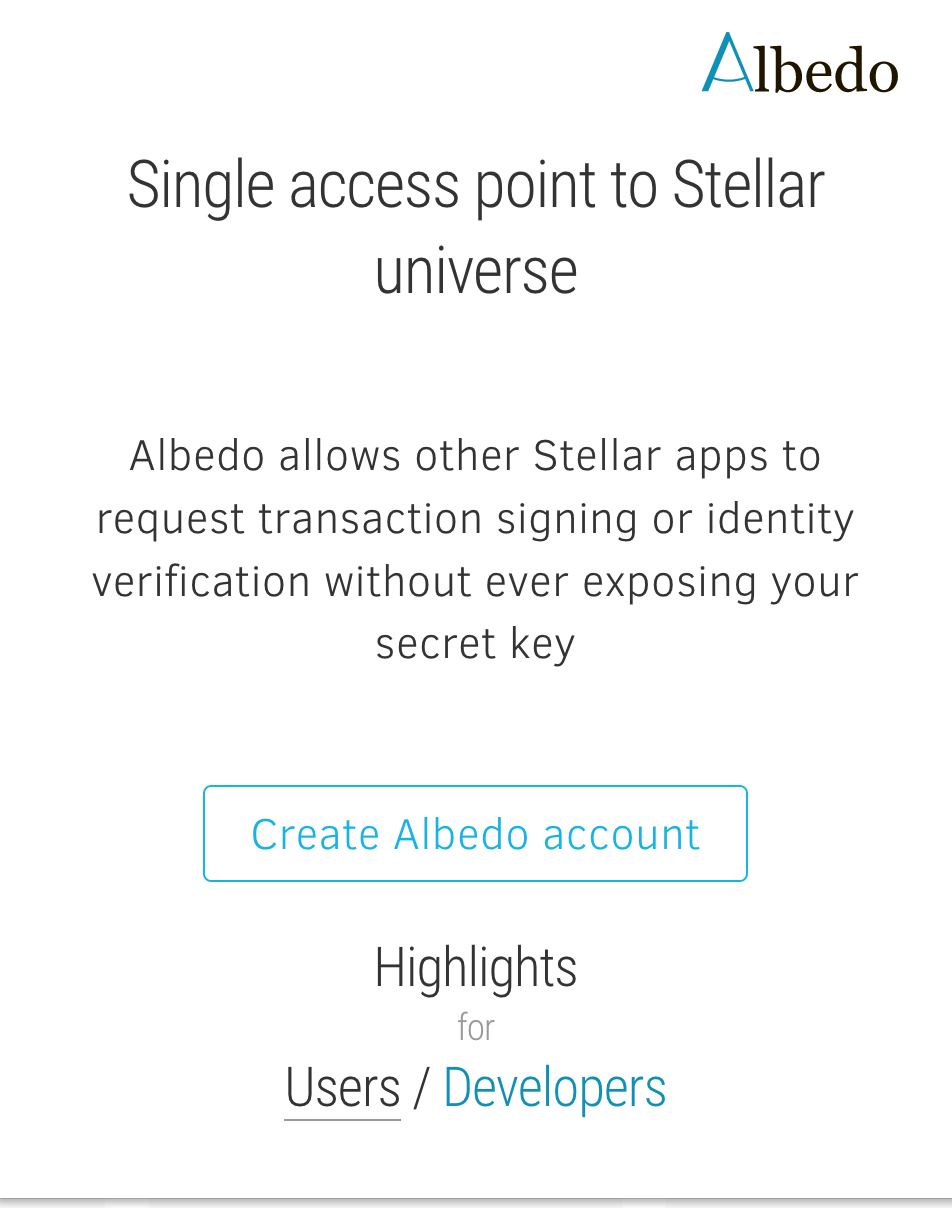 Albedo
Single access point to Stellar
universe
Albedo allows other Stellar apps to
request transaction signing or identity
verification without ever exposing your
secret key
Create Albedo account
Highlights
for
Users / Developers